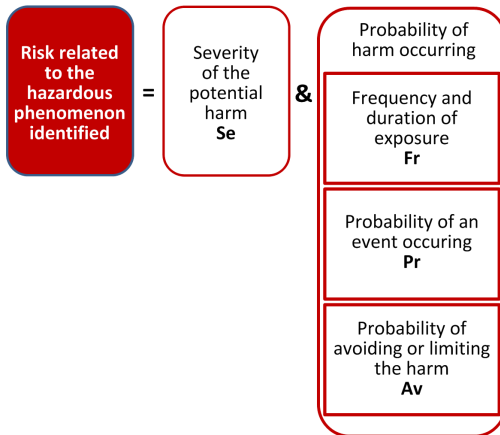 Risk related
to the
hazardous
phenomenon
identified
=
Severity
of the
potential
harm
Se
&
Probability of
harm occurring
Frequency and
duration of
exposure
Fr
Probability of an
event occuring
Pr
Probability of
avoiding or limiting
the harm
Av